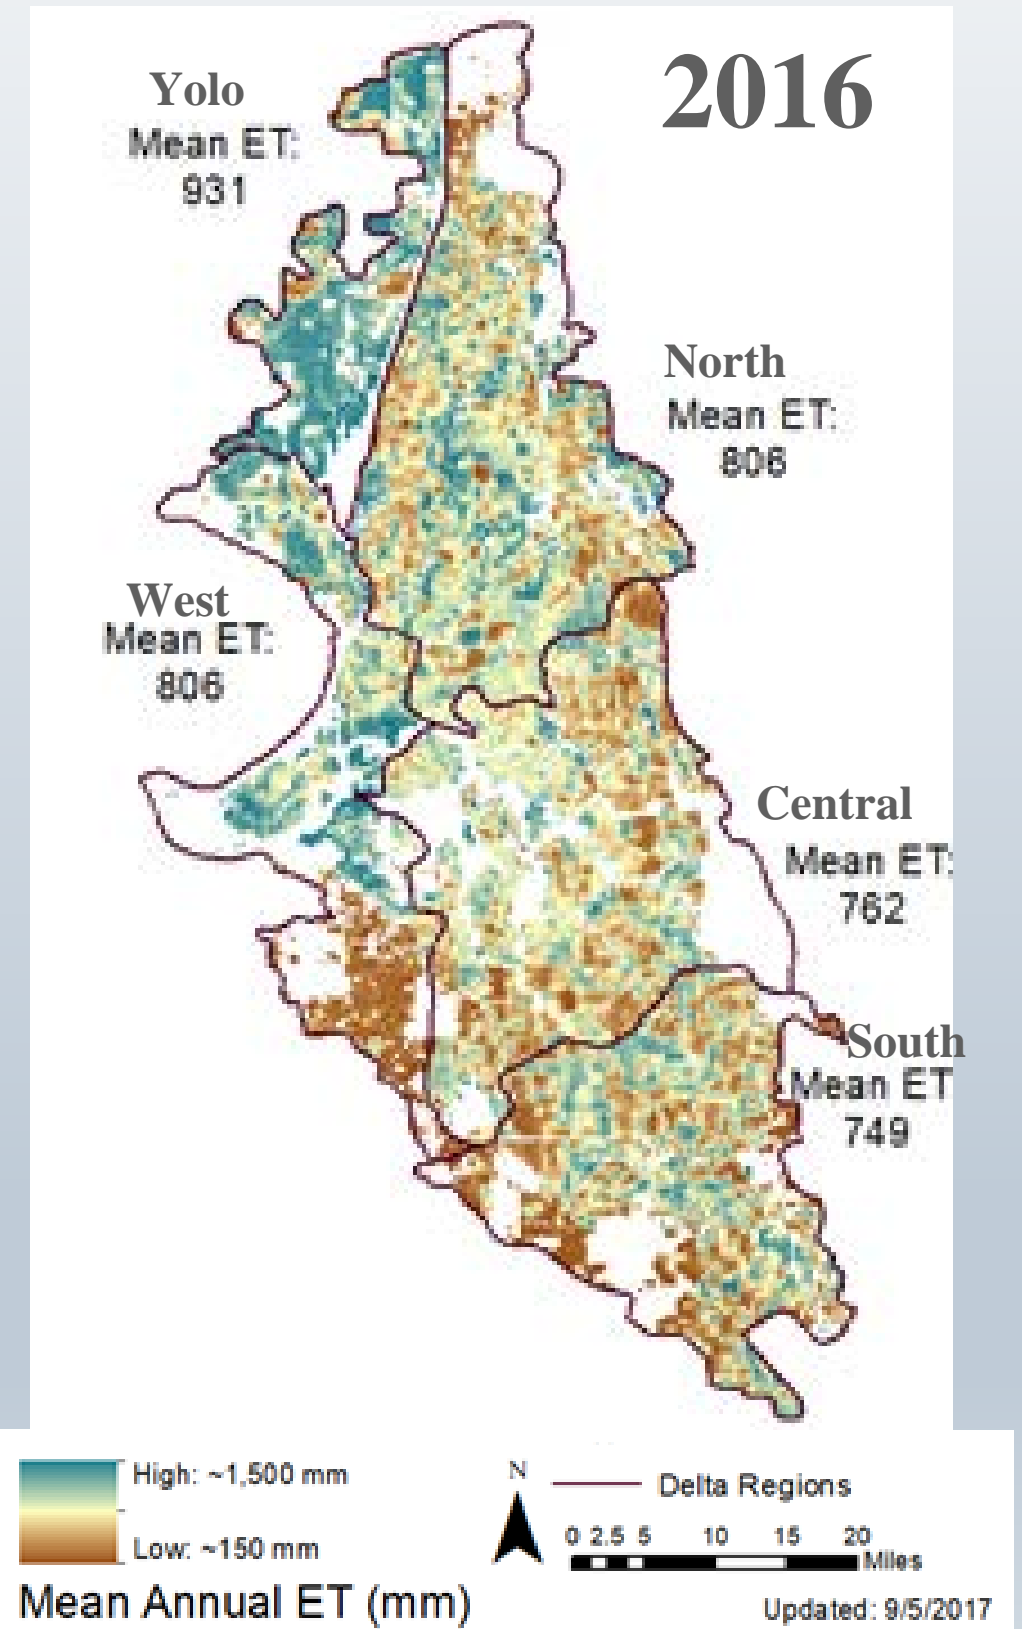 2016
Yolo
Mean ET:
931
North
Mean ET:
806
West
Mean ET:
806
Central
Mean ET:
762
South
Mean ET
749
High: ~1,500 mm
Low: ~150 mm
Mean Annual ET (mm)
N
Delta Regions
0 2.5 5 10 15 20
Miles
Updated: 9/5/2017